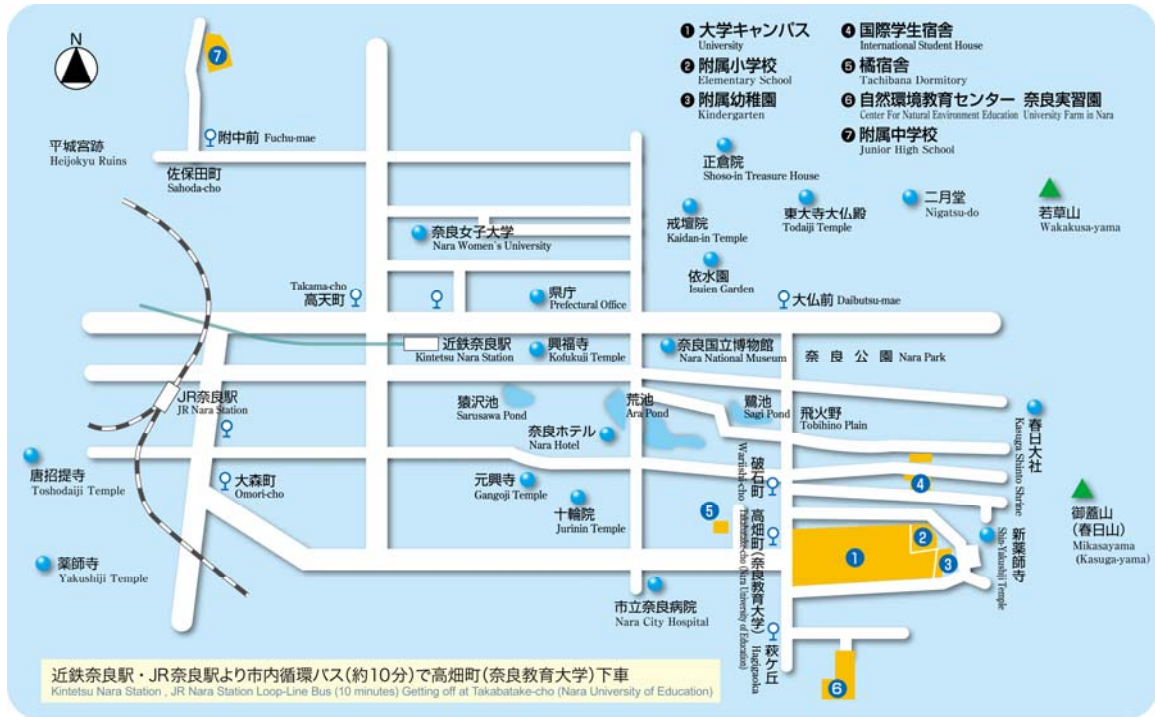 N
❶ 大学キャンパス
University
❷ 附属小学校
Elementary School
❸ 附属幼稚園
Kindergarten
❹ 国際学生宿舎
International Student House
❺ 橘宿舎
Tachibana Dormitory
❻ 自然環境教育センター 奈良実習園
Center For Natural Environment Education University Farm in Nara
❼ 附属中学校
Junior High School
7
附中前 Fuchu-mae
平城宮跡
Heijokyu Ruins
佐保田町
Sahoda-cho
正倉院
Shoso-in Treasure House
戒壇院
Kaidan-in Temple
東大寺大仏殿
Todaiji Temple
二月堂
Nigatsu-do
若草山
Wakakusa-yama
奈良女子大学
Nara Women's University
依水園
Isuien Garden
Takama-cho
高天町
県庁
Prefectural Office
大仏前 Daibutsu-mae
近鉄奈良駅
Kintetsu Nara Station
興福寺
Kofukuji Temple
奈良国立博物館
Nara National Museum
奈良公園 Nara Park
JR奈良駅
JR Nara Station
猿沢池
Sarusawa Pond
荒池
Ara Pond
鷺池
Sagi Pond
飛火野
Tobihino Plain
奈良ホテル
Nara Hotel
春日大社
Kasuga Shinto Shrine
唐招提寺
Toshodaiji Temple
大森町
Omori-cho
元興寺
Gangoji Temple
十輪院
Jurinin Temple
破石町
Wariishi-cho
4
御蓋山
(春日山)
Mikasayama
(Kasuga-yama)
5
高畑町(奈良教育大学)
Takabatake-cho (Nara University of Education)
1
2
3
新薬師寺
Shin-Yakushiji Temple
薬師寺
Yakushiji Temple
市立奈良病院
Nara City Hospital
萩ケ丘
Hagigaoka
6
近鉄奈良駅・JR奈良駅より市内循環バス(約10分)で高畑町(奈良教育大学)下車
Kintetsu Nara Station , JR Nara Station Loop-Line Bus (10 minutes) Getting off at Takabatake-cho (Nara University of Education)